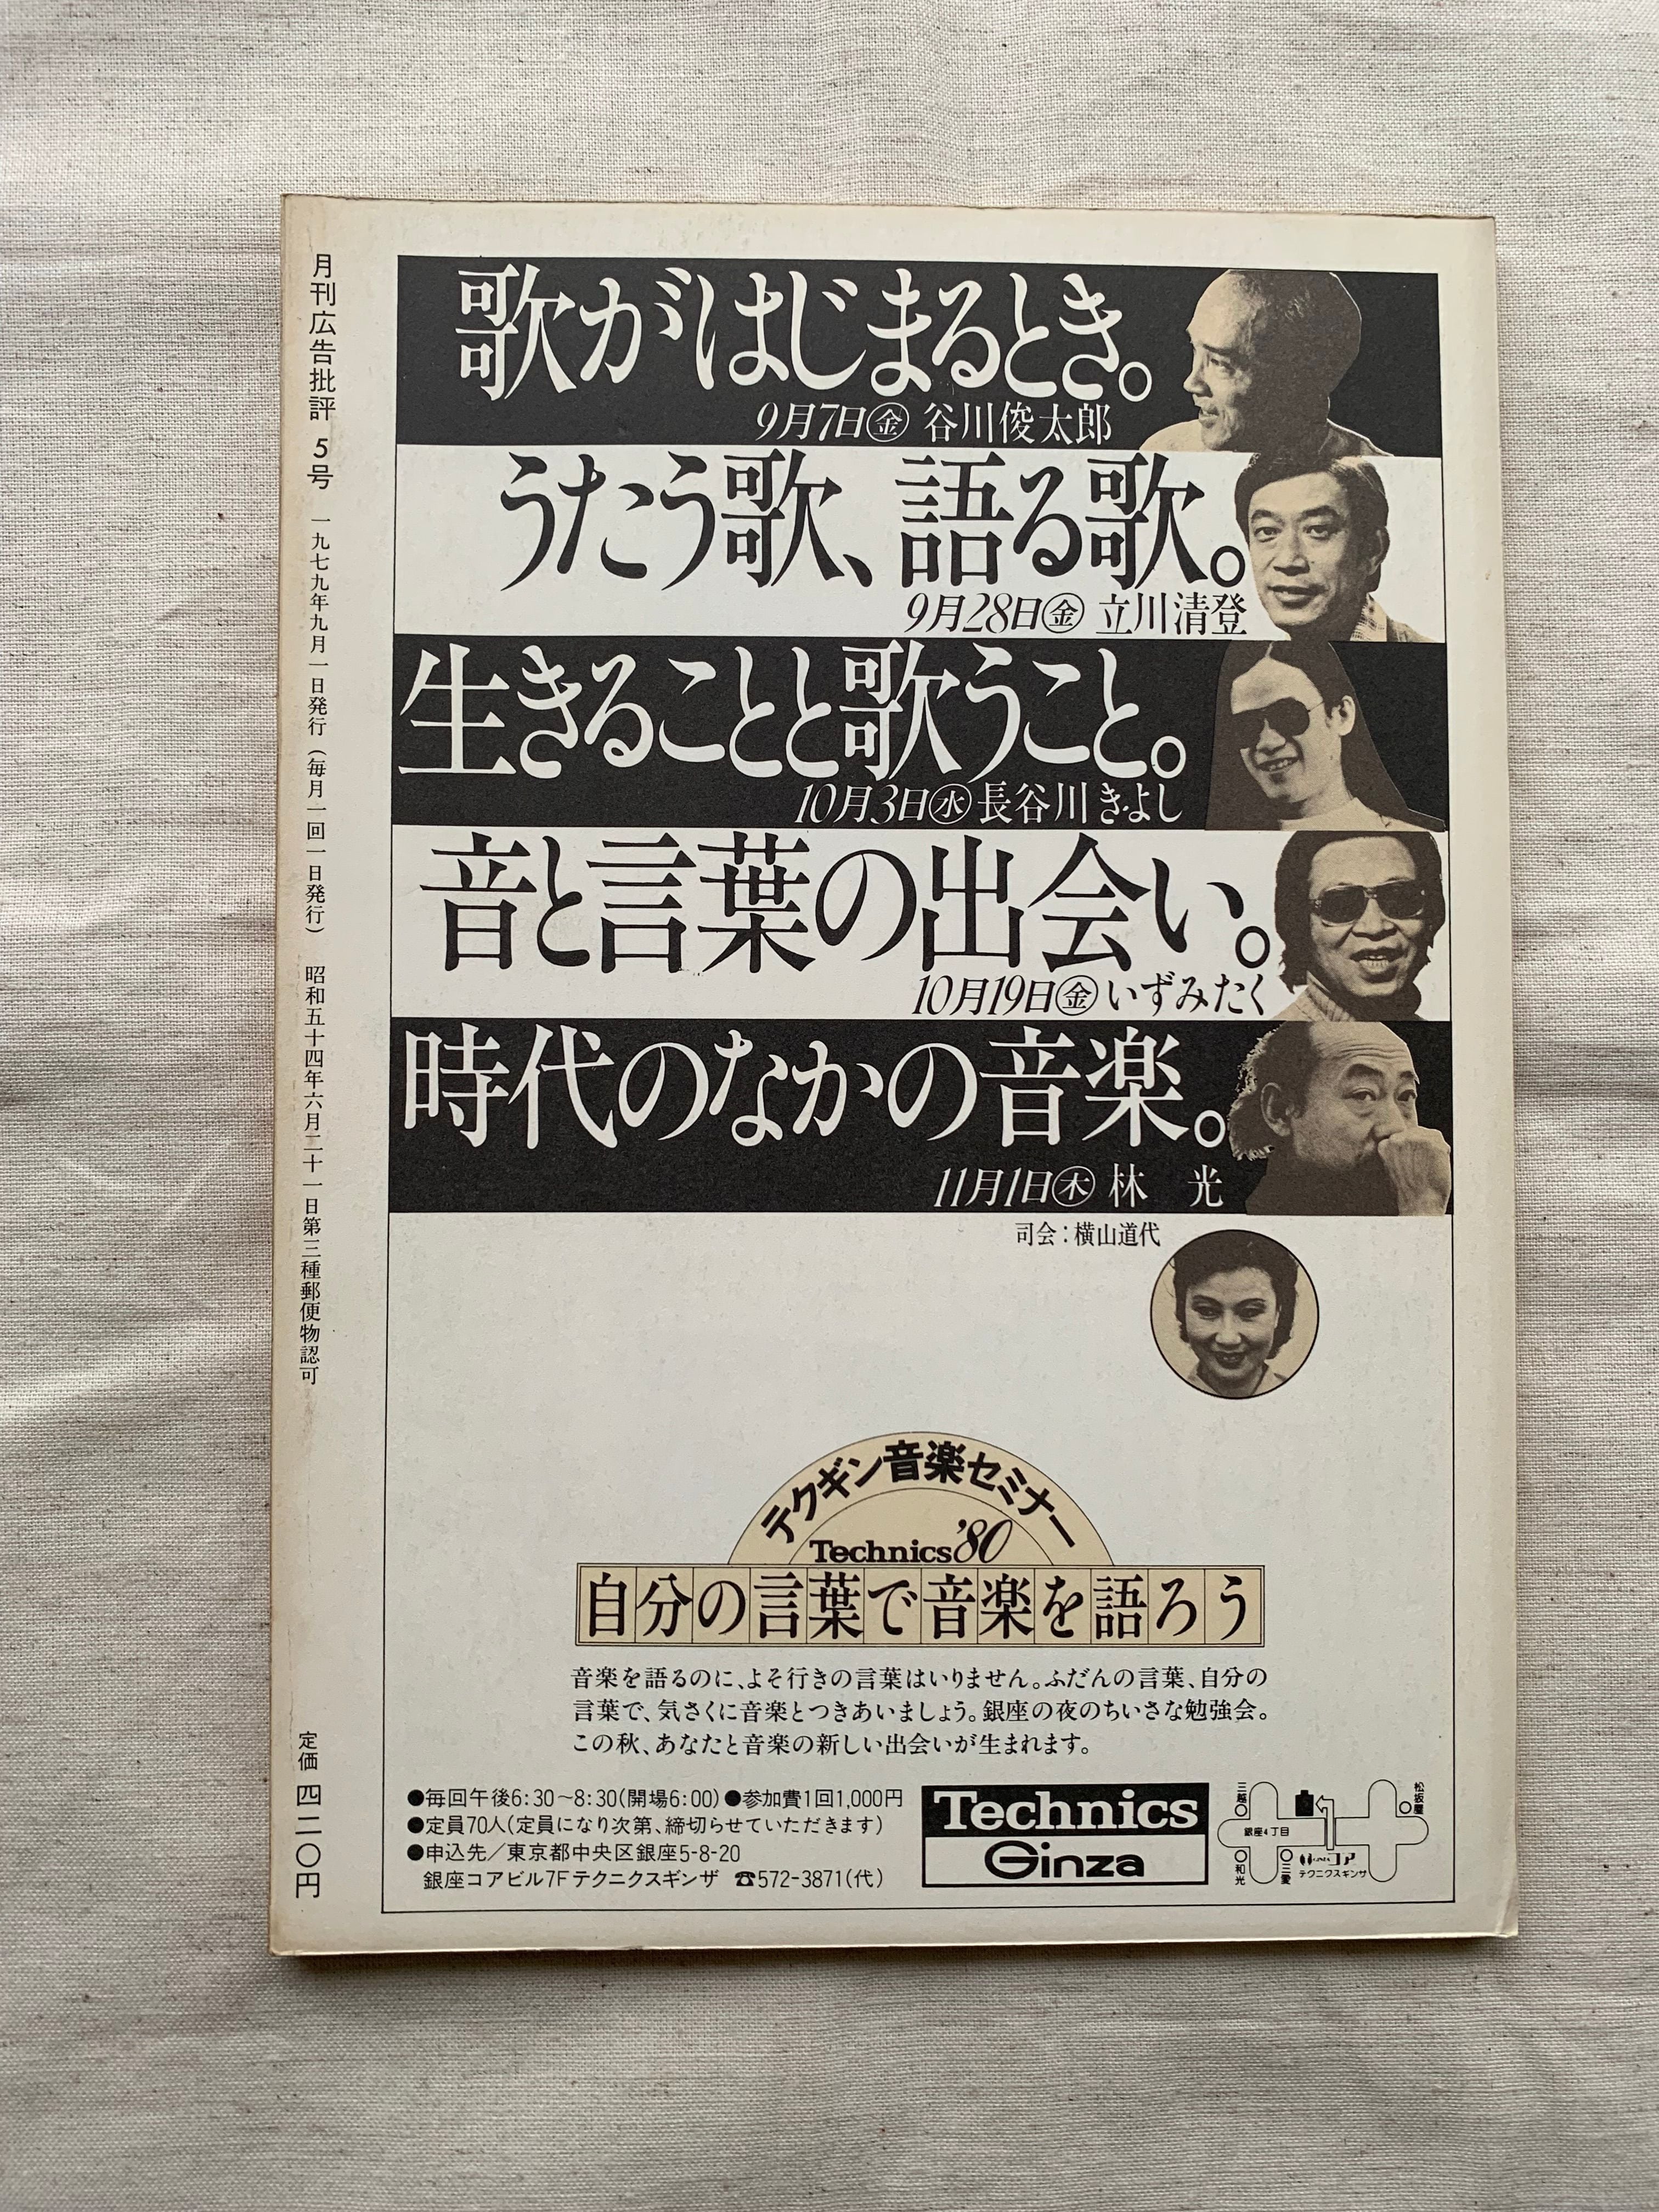 月刊広告批評 5号 一九七九年九月一日発行(毎月一回一日発行) 昭和五十四年六月二十一日第三種郵便物認可
定価 四二〇円
歌がはじまるとき。
9月7日㊎ 谷川俊太郎
うたう歌、語る歌。
9月28日㊎ 立川清登
生きることと歌うこと。
10月3日㊌ 長谷川きよし
音と言葉の出会い。
10月19日㊎ いずみたく
時代のなかの音楽。
11月1日㊍ 林 光
司会:横山道代
テクギン音楽セミナー
Technics'80
自分の言葉で音楽を語ろう
音楽を語るのに、よそ行きの言葉はいりません。ふだんの言葉、自分の
言葉で、気さくに音楽とつきあいましょう。銀座の夜のちいさな勉強会。
この秋、あなたと音楽の新しい出会いが生まれます。
●毎回午後6:30〜8:30(開場6:00)●参加費1回1,000円
●定員70人(定員になり次第、締切らせていただきます)
●申込先/東京都中央区銀座5-8-20
銀座コアビル7Fテクニクスギンザ ☎572-3871(代)
Technics
Ginza
三越
松坂屋
銀座4丁目
和光
三愛
コア
テクニクスギンザ